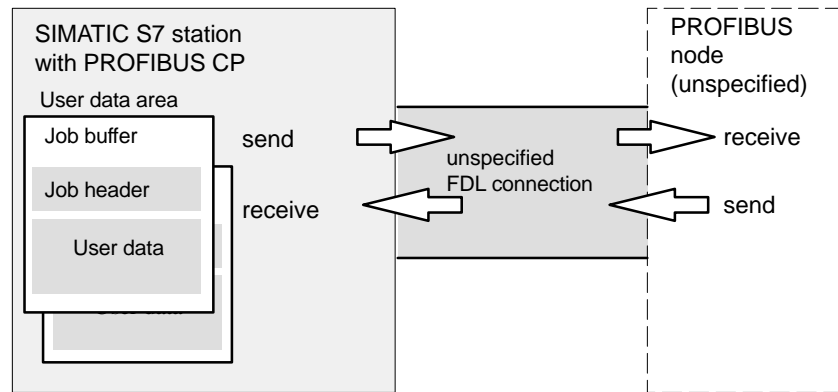 SIMATIC S7 station
with PROFIBUS CP
User data area
Job buffer
Job header
User data
send
receive
unspecified
FDL connection
PROFIBUS
node
(unspecified)
receive
send